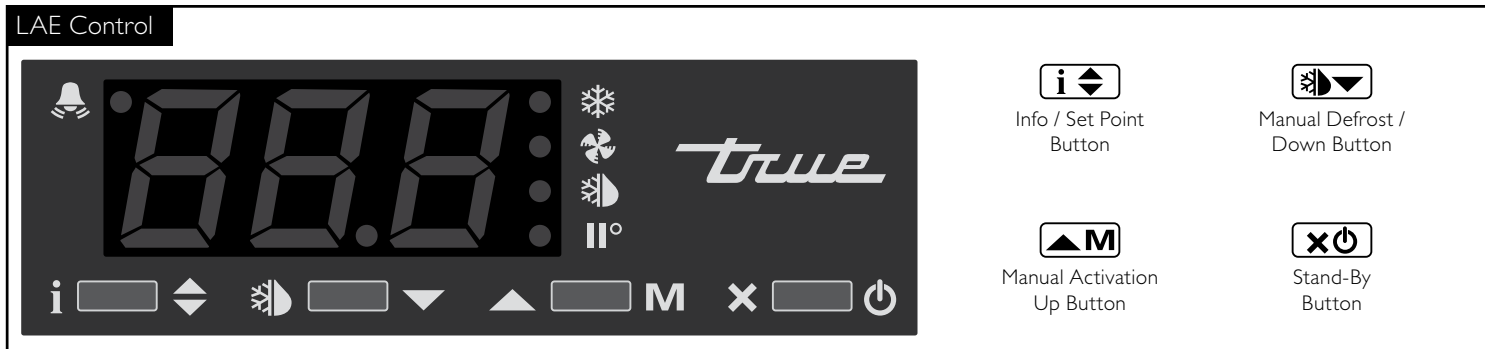 LAE Control
true
i
M
i
Info / Set Point
Button
Manual Defrost /
Down Button
M
Manual Activation
Up Button
Stand-By
Button